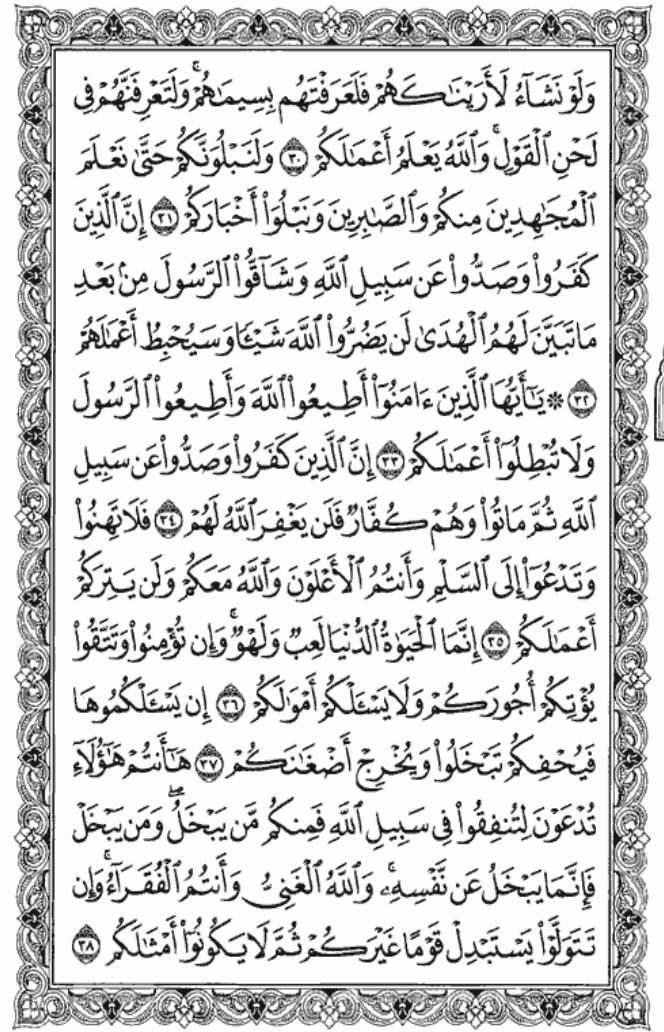 وَلَوْ نَشَآءُ لَأَرَيْنَٰكَهُمْ فَلَعَرَفْتَهُم بِسِيمَٰهُمْ ۚ وَلَتَعْرِفَنَّهُمْ فِى
لَحْنِ ٱلْقَوْلِ ۚ وَٱللَّهُ يَعْلَمُ أَعْمَٰلَكُمْ ٣٠ وَلَنَبْلُوَنَّكُمْ حَتَّىٰ نَعْلَمَ
ٱلْمُجَٰهِدِينَ مِنكُمْ وَٱلصَّٰبِرِينَ وَنَبْلُوَا۟ أَخْبَارَكُمْ ٣١ إِنَّ ٱلَّذِينَ
كَفَرُوا۟ وَصَدُّوا۟ عَن سَبِيلِ ٱللَّهِ وَشَآقُّوا۟ ٱلرَّسُولَ مِنۢ بَعْدِ
مَا تَبَيَّنَ لَهُمُ ٱلْهُدَىٰ لَن يَضُرُّوا۟ ٱللَّهَ شَيْـًٔا وَسَيُحْبِطُ أَعْمَٰلَهُمْ
٣٢ ۞ يَٰٓأَيُّهَا ٱلَّذِينَ ءَامَنُوٓا۟ أَطِيعُوا۟ ٱللَّهَ وَأَطِيعُوا۟ ٱلرَّسُولَ
وَلَا تُبْطِلُوٓا۟ أَعْمَٰلَكُمْ ٣٣ إِنَّ ٱلَّذِينَ كَفَرُوا۟ وَصَدُّوا۟ عَن سَبِيلِ
ٱللَّهِ ثُمَّ مَاتُوا۟ وَهُمْ كُفَّارٌ فَلَن يَغْفِرَ ٱللَّهُ لَهُمْ ٣٤ فَلَا تَهِنُوا۟
وَتَدْعُوٓا۟ إِلَى ٱلسَّلْمِ وَأَنتُمُ ٱلْأَعْلَوْنَ وَٱللَّهُ مَعَكُمْ وَلَن يَتِرَكُمْ
أَعْمَٰلَكُمْ ٣٥ إِنَّمَا ٱلْحَيَوٰةُ ٱلدُّنْيَا لَعِبٌ وَلَهْوٌ ۚ وَإِن تُؤْمِنُوا۟ وَتَتَّقُوا۟
يُؤْتِكُمْ أُجُورَكُمْ وَلَا يَسْـَٔلْكُمْ أَمْوَٰلَكُمْ ٣٦ إِن يَسْـَٔلْكُمُوهَا
فَيُحْفِكُمْ تَبْخَلُوا۟ وَيُخْرِجْ أَضْغَٰنَكُمْ ٣٧ هَٰٓأَنتُمْ هَٰٓؤُلَآءِ
تُدْعَوْنَ لِتُنفِقُوا۟ فِى سَبِيلِ ٱللَّهِ فَمِنكُم مَّن يَبْخَلُ ۖ وَمَن يَبْخَلْ
فَإِنَّمَا يَبْخَلُ عَن نَّفْسِهِۦ ۚ وَٱللَّهُ ٱلْغَنِىُّ وَأَنتُمُ ٱلْفُقَرَآءُ ۚ وَإِن
تَتَوَلَّوْا۟ يَسْتَبْدِلْ قَوْمًا غَيْرَكُمْ ثُمَّ لَا يَكُونُوٓا۟ أَمْثَٰلَكُم ٣٨